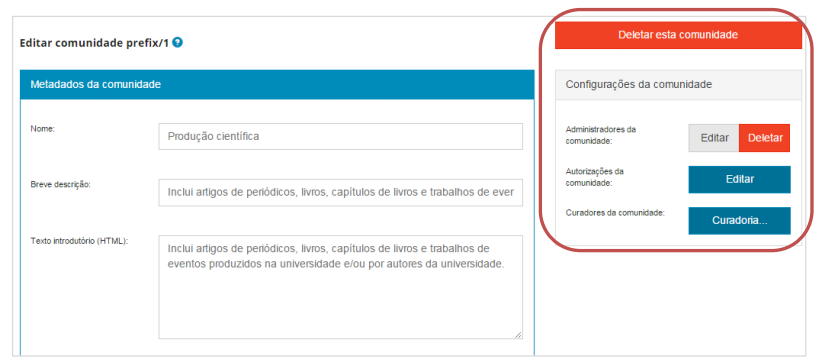 Editar comunidade prefix/1
Metadados da comunidade
Nome:
Produção científica
Breve descrição:
Inclui artigos de periódicos, livros, capítulos de livros e trabalhos de ever
Texto introdutório (HTML):
Inclui artigos de periódicos, livros, capítulos de livros e trabalhos de
eventos produzidos na universidade e/ou por autores da universidade.
Deletar esta comunidade
Configurações da comunidade
Administradores da
comunidade:
Editar Deletar
Autorizações da
comunidade:
Editar
Curadores da comunidade:
Curadoria...